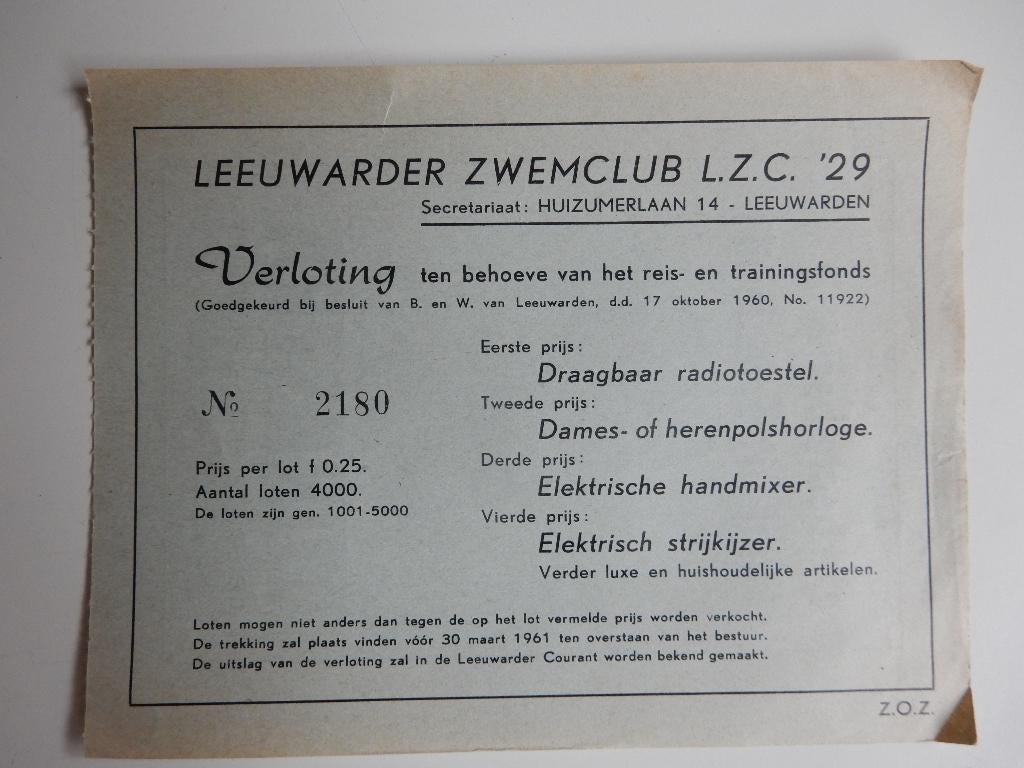 LEEUWARDER ZWEMCLUB L.Z.C. '29
Secretariaat: HUIZUMERLAAN 14 - LEEUWARDEN
Verloting ten behoeve van het reis- en trainingsfonds
(Goedgekeurd bij besluit van B. en W. van Leeuwarden, d.d. 17 oktober 1960, No. 11922)
No 2180
Prijs per lot f 0.25.
Aantal loten 4000.
De loten zijn gen. 1001-5000
Eerste prijs:
Draagbaar radiotoestel.
Tweede prijs:
Dames- of herenpolshorloge.
Derde prijs:
Elektrische handmixer.
Vierde prijs:
Elektrisch strijkijzer.
Verder luxe en huishoudelijke artikelen.
Loten mogen niet anders dan tegen de op het lot vermelde prijs worden verkocht.
De trekking zal plaats vinden vóór 30 maart 1961 ten overstaan van het bestuur.
De uitslag van de verloting zal in de Leeuwarder Courant worden bekend gemaakt.
Z.O.Z.